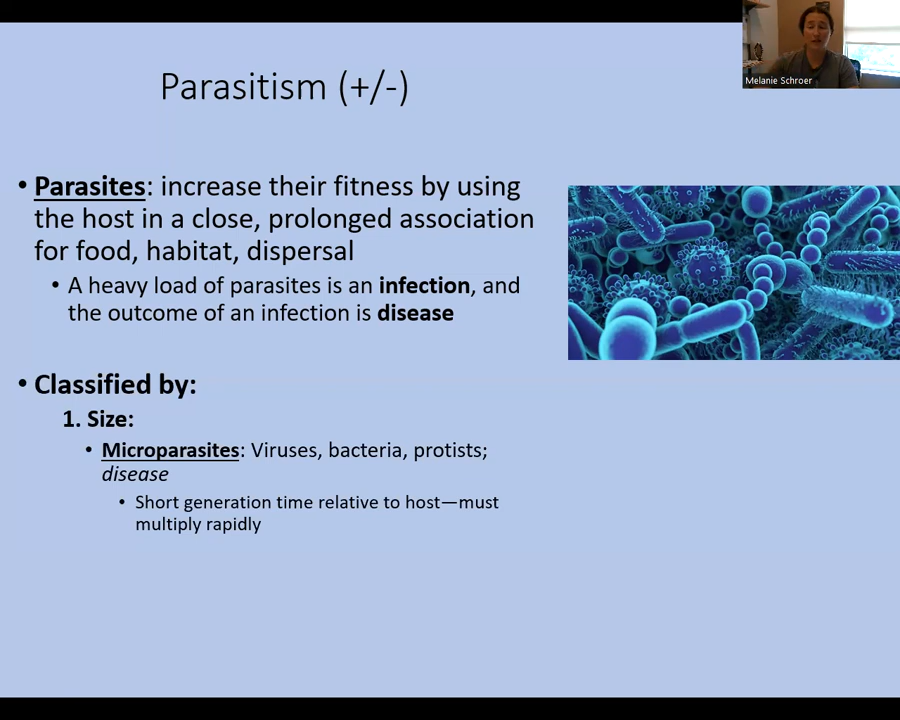 Melanie Schroer
Parasitism (+/-)
• Parasites: increase their fitness by using
the host in a close, prolonged association
for food, habitat, dispersal
• A heavy load of parasites is an infection, and
the outcome of an infection is disease
• Classified by:
1. Size:
• Microparasites: Viruses, bacteria, protists;
disease
• Short generation time relative to host—must
multiply rapidly